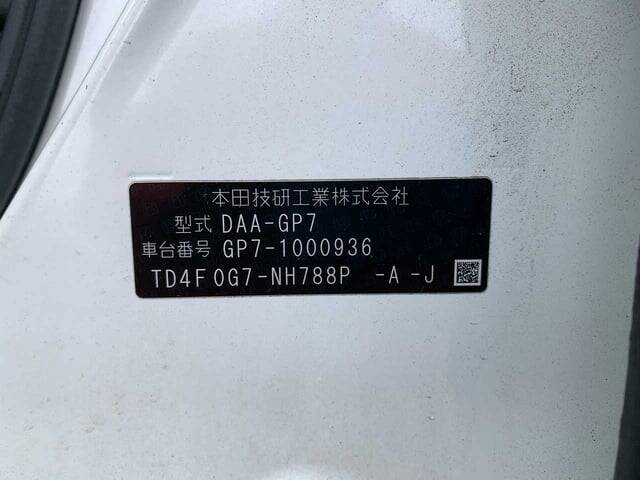 本田技研工業株式会社
型式 DAA-GP7
車台番号 GP7-1000936
TD4F0G7-NH788P -A-J